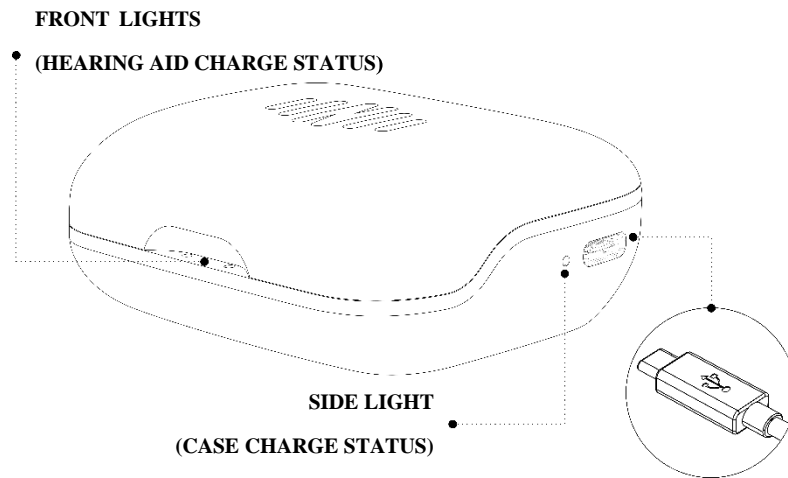 FRONT LIGHTS
(HEARING AID CHARGE STATUS)
SIDE LIGHT
(CASE CHARGE STATUS)